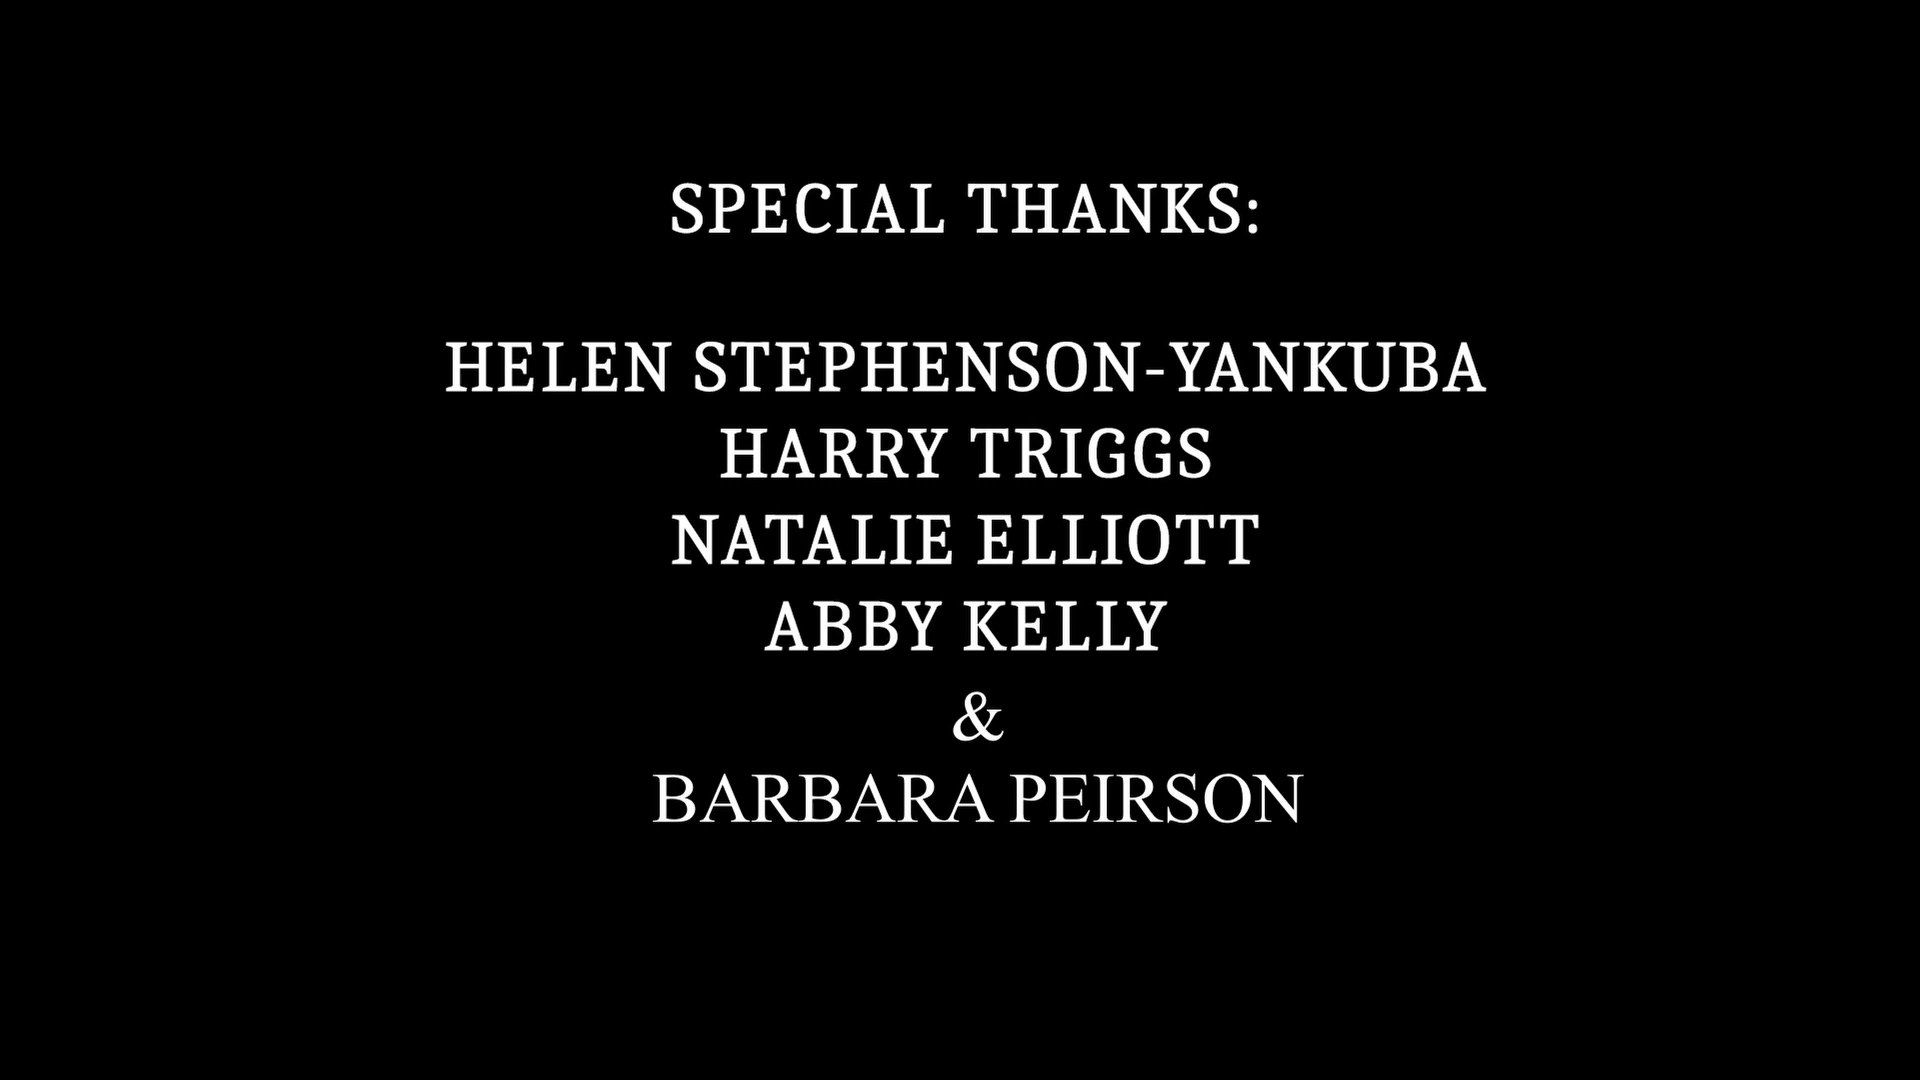 SPECIAL THANKS:
HELEN STEPHENSON-YANKUBA
HARRY TRIGGS
NATALIE ELLIOTT
ABBY KELLY
&
BARBARA PEIRSON